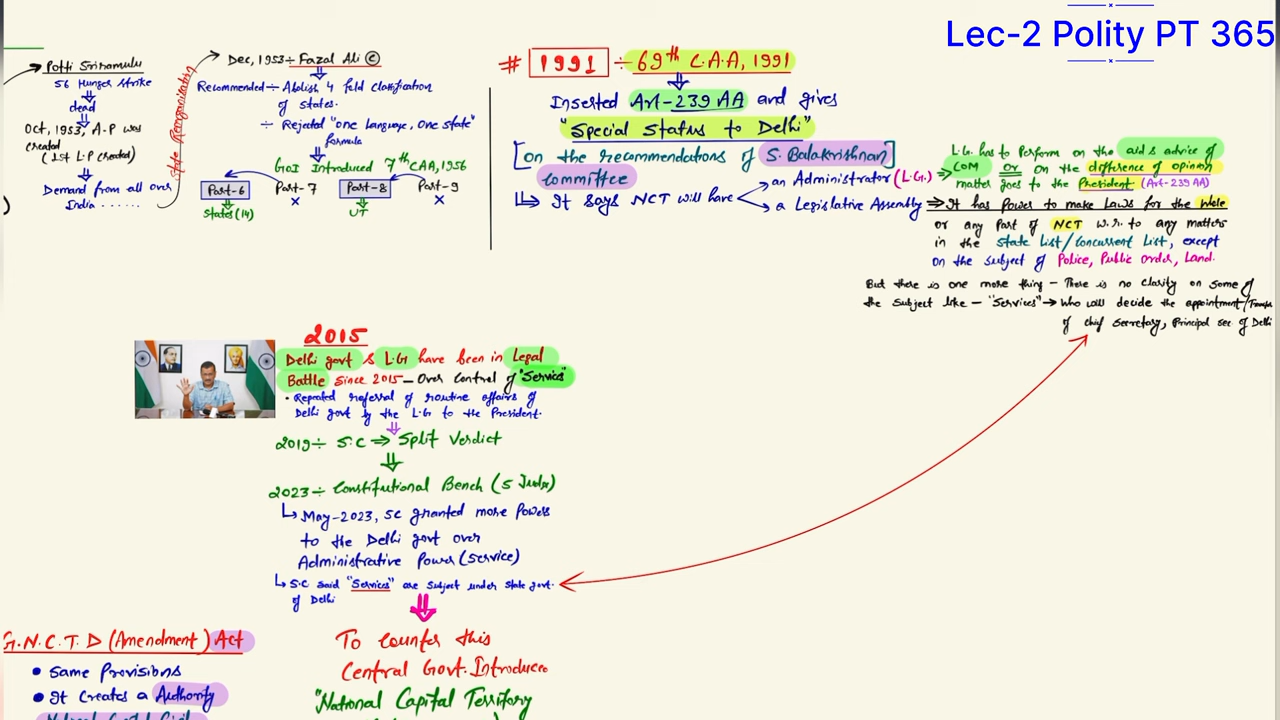 Lec-2 Polity PT 365
Potti Sriramulu
56 Hunger Strike
dead
Oct, 1953, A.P was
created
(1st L.P created)
Demand from all over
India ......
State Reorganisation
Dec, 1953÷ Fazal Ali ©
Recommended÷ Abolish 4 fold classification
of states.
÷ Rejected "one Language, One state"
formula
GoI Introduced 7th CAA, 1956
Part-6 Part-7 Part-8 Part-9
States(14) × UT ×
# 1991 ÷ 69th C.A.A, 1991
Inserted Art-239 AA and gives
"Special Status to Delhi"
[on the recommendations of S. Balakrishnan]
Committee
It says NCT will have
an Administrator (L.G.)
a Legislative Assembly
L.G. has to Perform on the aid & advice of
COM OR on the difference of opinion
matter goes to the President (Art-239 AA)
⇒ It has Power to make Laws for the Whole
or any Part of NCT w.r.to any matters
in the State List/Concurrent List, except
on the Subject of Police, Public order, Land.
But there is one more thing - There is no clarity on some of
the Subject like - "Services" → Who will decide the appointment/Transfer
of chief Secretary, Principal sec of Delhi
2015
Delhi govt & L.G have been in Legal
Battle Since 2015 – Over Control of "Services"
• Repeated referral of routine affairs of
Delhi govt by the L.G to the President.
2019÷ S.C ⇒ Split Verdict
2023÷ Constitutional Bench (5 Judge)
May-2023, SC granted more Powers
to the Delhi govt over
Administrative Power (Service)
S.C said "Services" are subject under State govt.
of Delhi
To Counter this
Central Govt. Introduced
"National Capital Territory
G.N.C.T.D (Amendment) Act
• Same Provisions
• It Creates a Authority
National Capital Civil